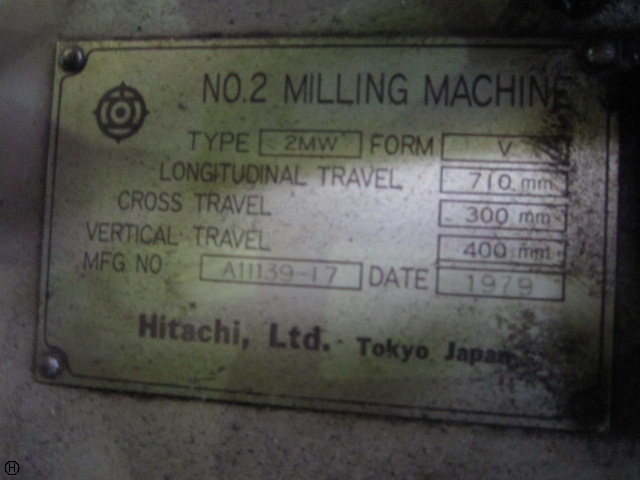 NO.2 MILLING MACHINE
TYPE 2MW FORM V
LONGITUDINAL TRAVEL 710 mm
CROSS TRAVEL 300 mm
VERTICAL TRAVEL 400 mm
MFG NO A11139-17 DATE 1979
Hitachi, Ltd. Tokyo Japan
H